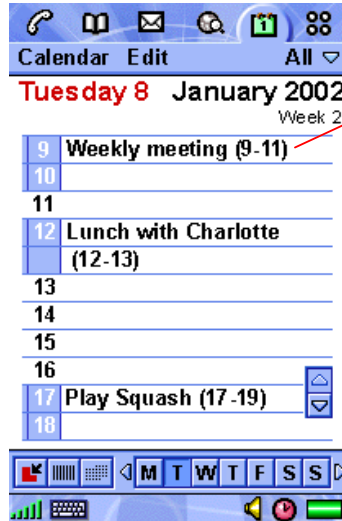 1
Calendar Edit All
Tuesday 8 January 2002
Week 2
9 Weekly meeting (9-11)
10
11
12 Lunch with Charlotte
(12-13)
13
14
15
16
17 Play Squash (17-19)
18
M T W T F S S